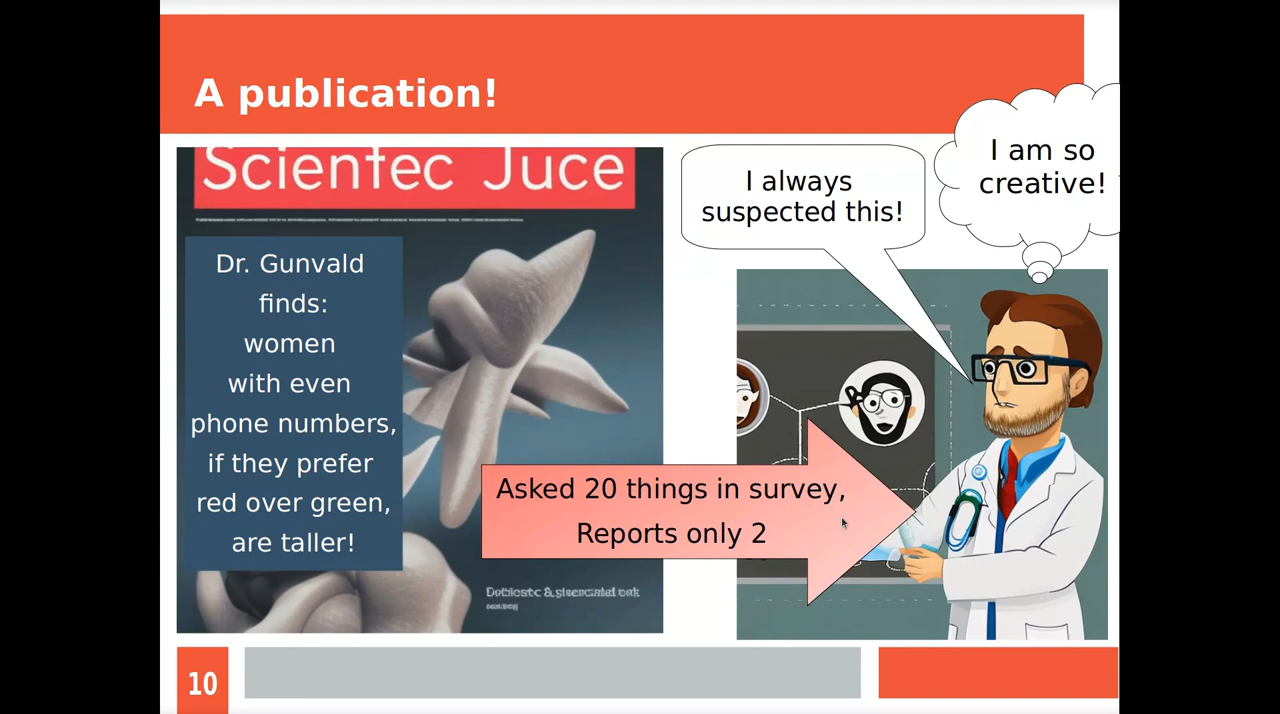 A publication!
Scientec Juce
Dr. Gunvald
finds:
women
with even
phone numbers,
if they prefer
red over green,
are taller!
I always
suspected this!
I am so
creative!
Asked 20 things in survey,
Reports only 2
10